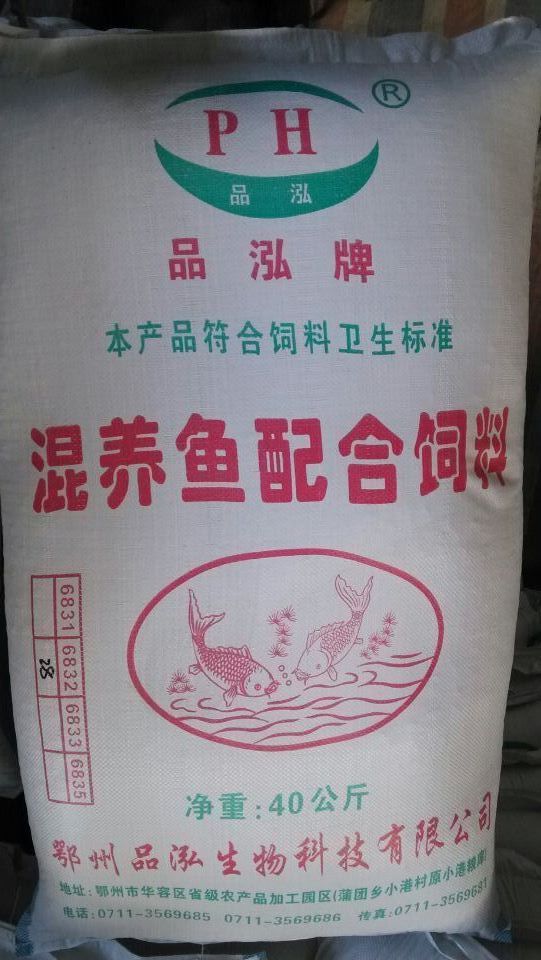 PH
®
品泓
品泓牌
本产品符合饲料卫生标准
混养鱼配合饲料
6831 6832 6833 6835
28
净重:40公斤
鄂州品泓生物科技有限公司
地址:鄂州市华容区省级农产品加工园区(蒲团乡小港村原小港粮库)
电话:0711-3569685 0711-3569686 传真:0711-3569681